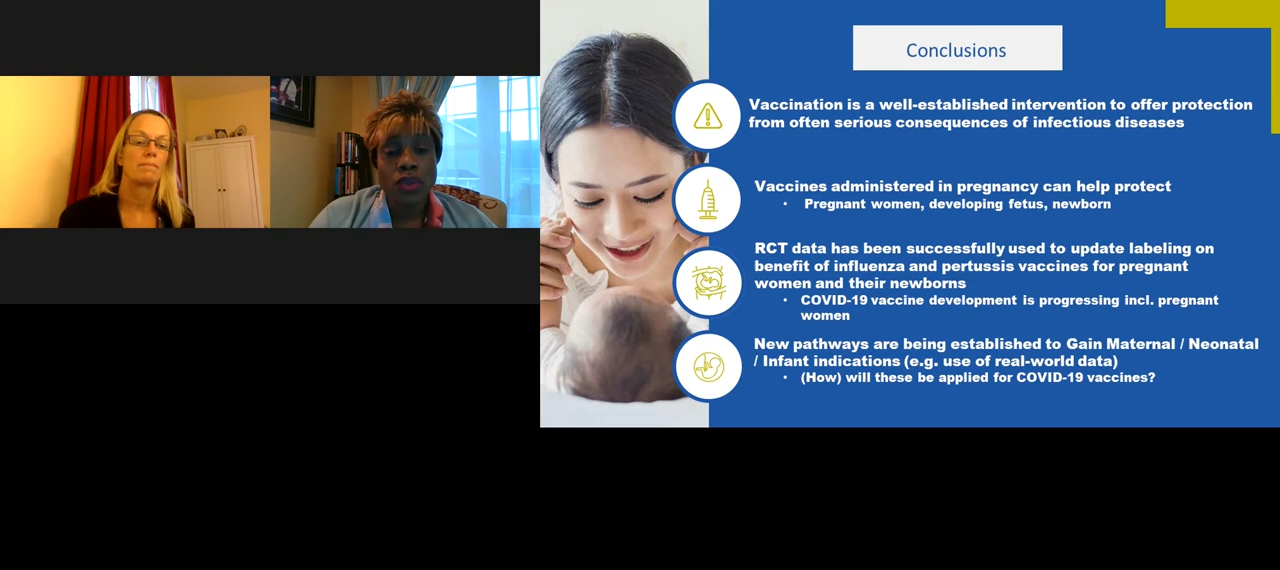 Conclusions
Vaccination is a well-established intervention to offer protection
from often serious consequences of infectious diseases
Vaccines administered in pregnancy can help protect
• Pregnant women, developing fetus, newborn
RCT data has been successfully used to update labeling on
benefit of influenza and pertussis vaccines for pregnant
women and their newborns
• COVID-19 vaccine development is progressing incl. pregnant
women
New pathways are being established to Gain Maternal / Neonatal
/ Infant indications (e.g. use of real-world data)
• (How) will these be applied for COVID-19 vaccines?